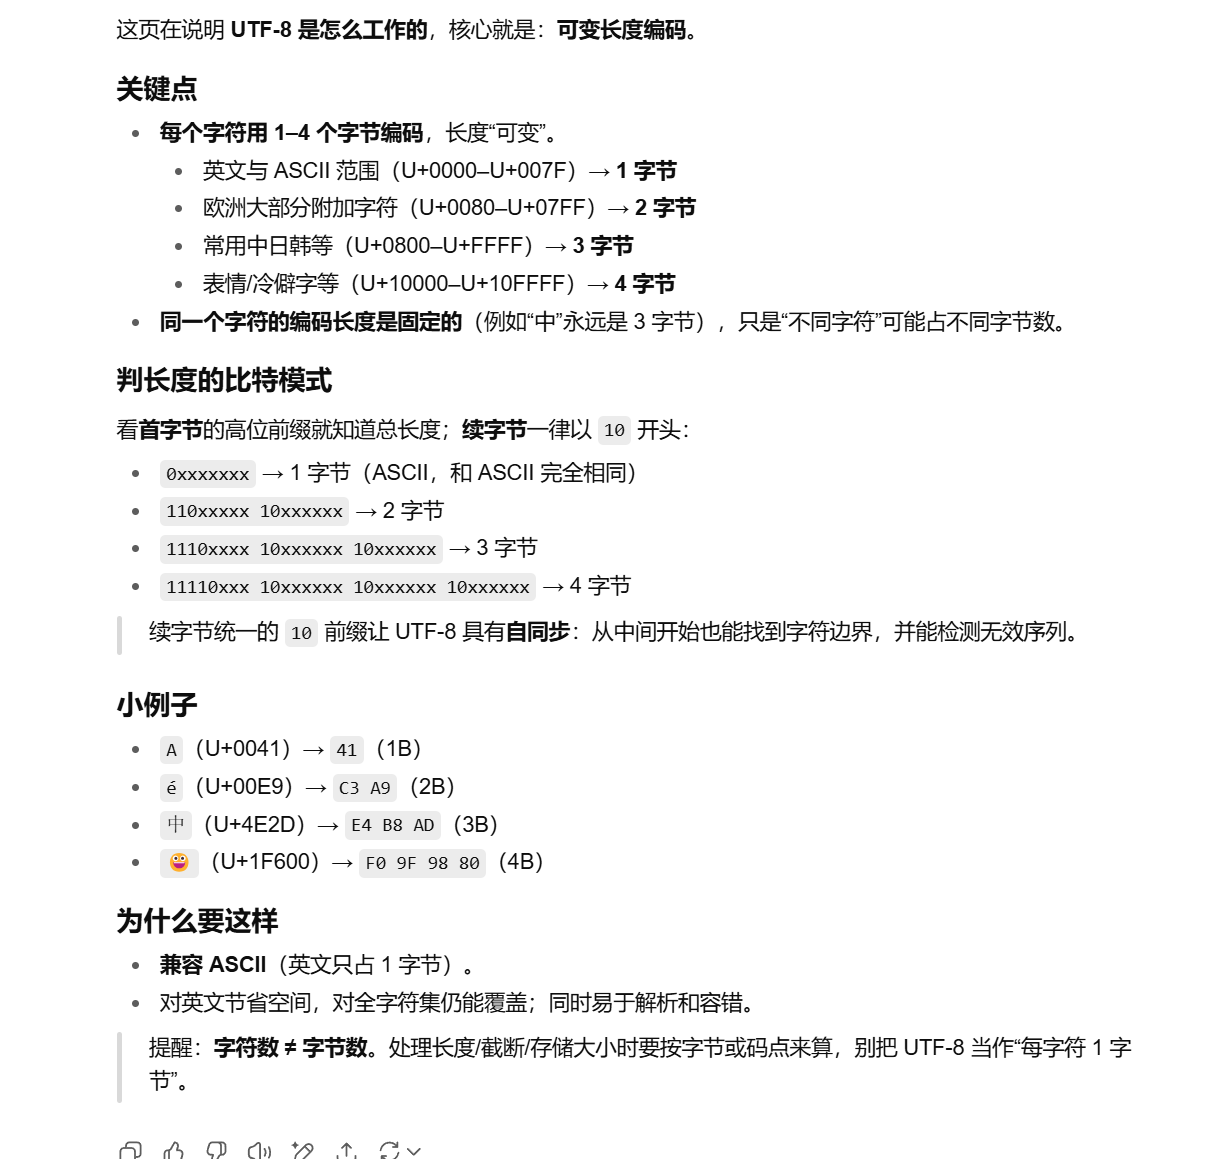 这页在说明 UTF-8 是怎么工作的，核心就是：可变长度编码。
关键点
每个字符用 1–4 个字节编码，长度“可变”。
英文与 ASCII 范围（U+0000–U+007F）→ 1 字节
欧洲大部分附加字符（U+0080–U+07FF）→ 2 字节
常用中日韩等（U+0800–U+FFFF）→ 3 字节
表情/冷僻字等（U+10000–U+10FFFF）→ 4 字节
同一个字符的编码长度是固定的（例如“中”永远是 3 字节），只是“不同字符”可能占不同字节数。
判长度的比特模式
看首字节的高位前缀就知道总长度；续字节一律以 10 开头：
0xxxxxxx → 1 字节（ASCII，和 ASCII 完全相同）
110xxxxx 10xxxxxx → 2 字节
1110xxxx 10xxxxxx 10xxxxxx → 3 字节
11110xxx 10xxxxxx 10xxxxxx 10xxxxxx → 4 字节
续字节统一的 10 前缀让 UTF-8 具有自同步：从中间开始也能找到字符边界，并能检测无效序列。
小例子
A（U+0041）→ 41（1B）
é（U+00E9）→ C3 A9（2B）
中（U+4E2D）→ E4 B8 AD（3B）
😀（U+1F600）→ F0 9F 98 80（4B）
为什么要这样
兼容 ASCII（英文只占 1 字节）。
对英文节省空间，对全字符集仍能覆盖；同时易于解析和容错。
提醒：字符数 ≠ 字节数。处理长度/截断/存储大小时要按字节或码点来算，别把 UTF-8 当作“每字符 1 字
节”。